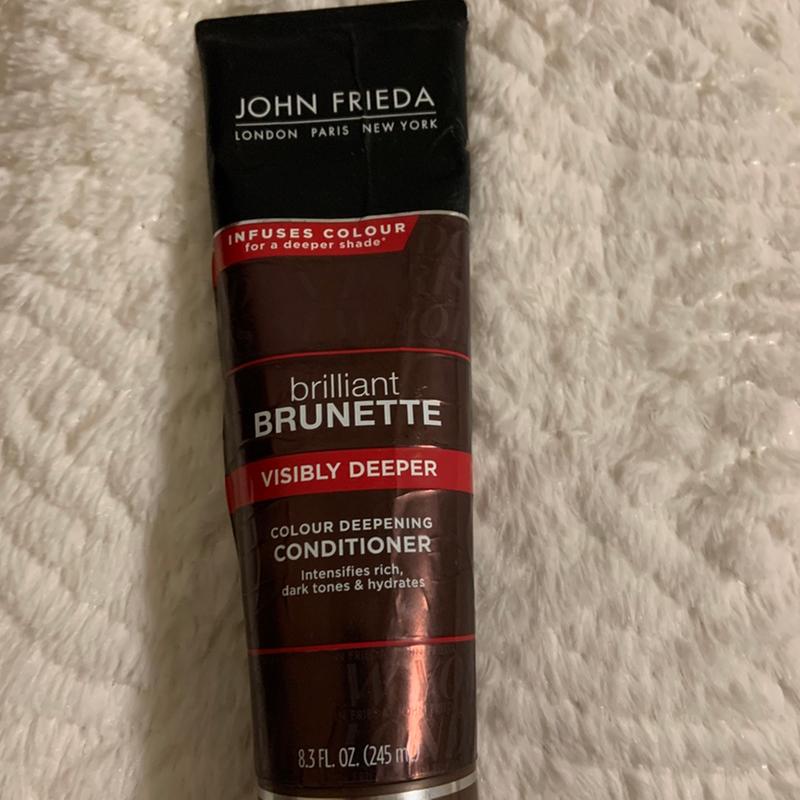 JOHN FRIEDA
LONDON PARIS NEW YORK
INFUSES COLOUR
for a deeper shade*
brilliant
BRUNETTE
VISIBLY DEEPER
COLOUR DEEPENING
CONDITIONER
Intensifies rich,
dark tones & hydrates
8.3 FL. OZ. (245 m